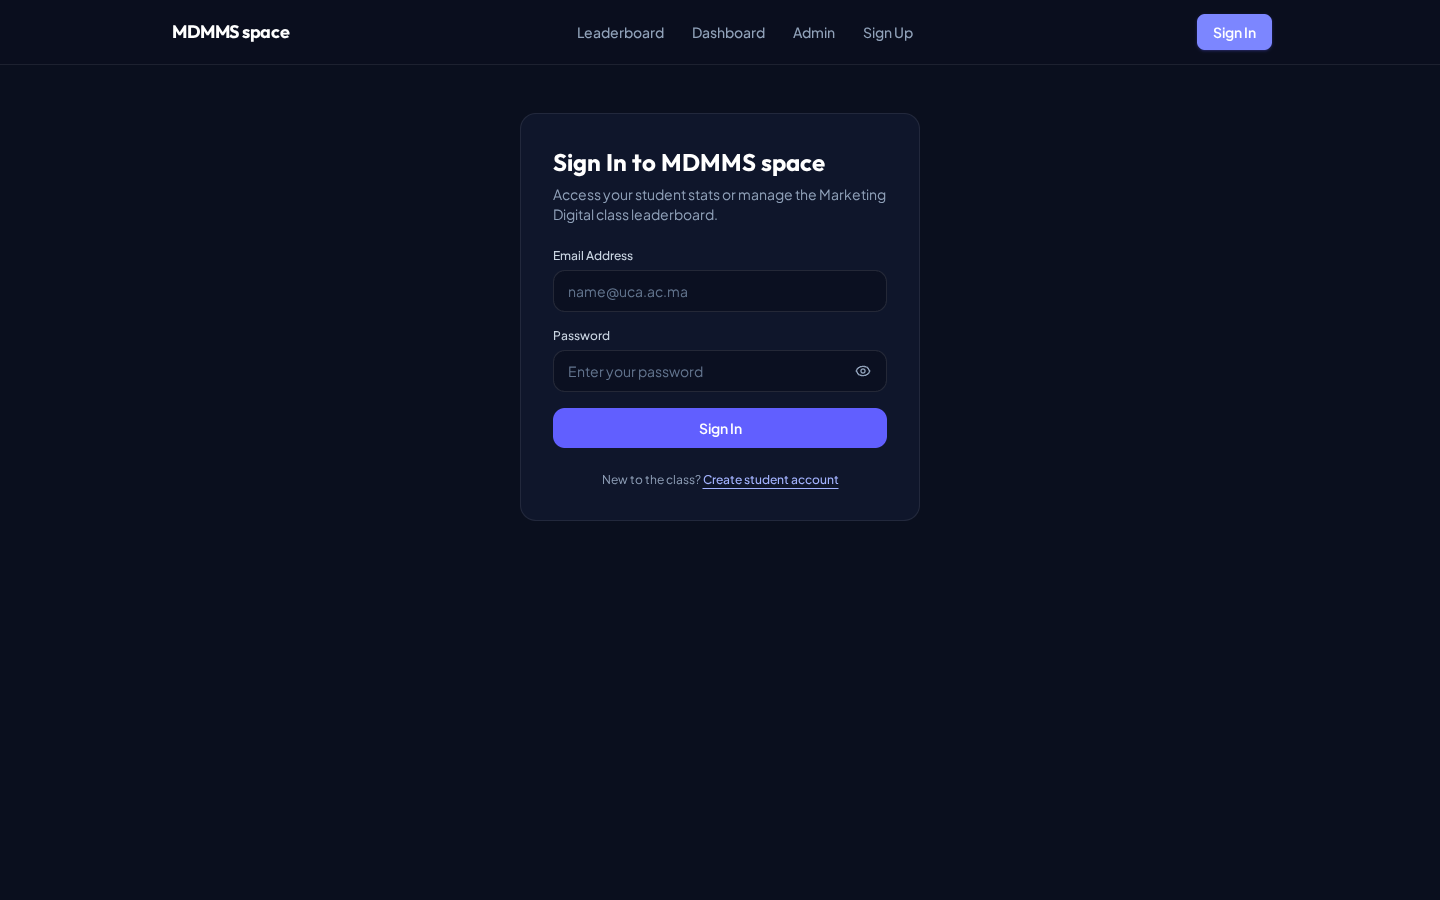 MDMMS space
Leaderboard
Dashboard
Admin
Sign Up
Sign In
Sign In to MDMMS space
Access your student stats or manage the Marketing
Digital class leaderboard.
Email Address
name@uca.ac.ma
Password
Enter your password
Sign In
New to the class? Create student account